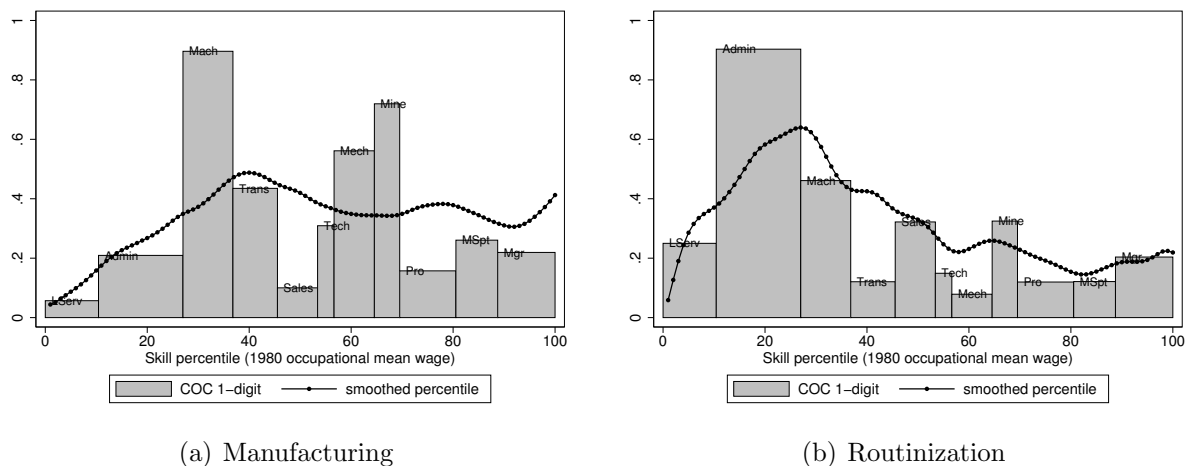 1
.8
.6
.4
.2
0
Mach
Mine
Mech
Trans
Tech
Admin
MSpt
Mgr
Pro
Sales
LServ
0 20 40 60 80 100
Skill percentile (1980 occupational mean wage)
COC 1−digit smoothed percentile
(a) Manufacturing
1
.8
.6
.4
.2
0
Admin
Mach
Sales
Mine
LServ
Mgr
Tech
Trans
Pro
MSpt
Mech
0 20 40 60 80 100
Skill percentile (1980 occupational mean wage)
COC 1−digit smoothed percentile
(b) Routinization